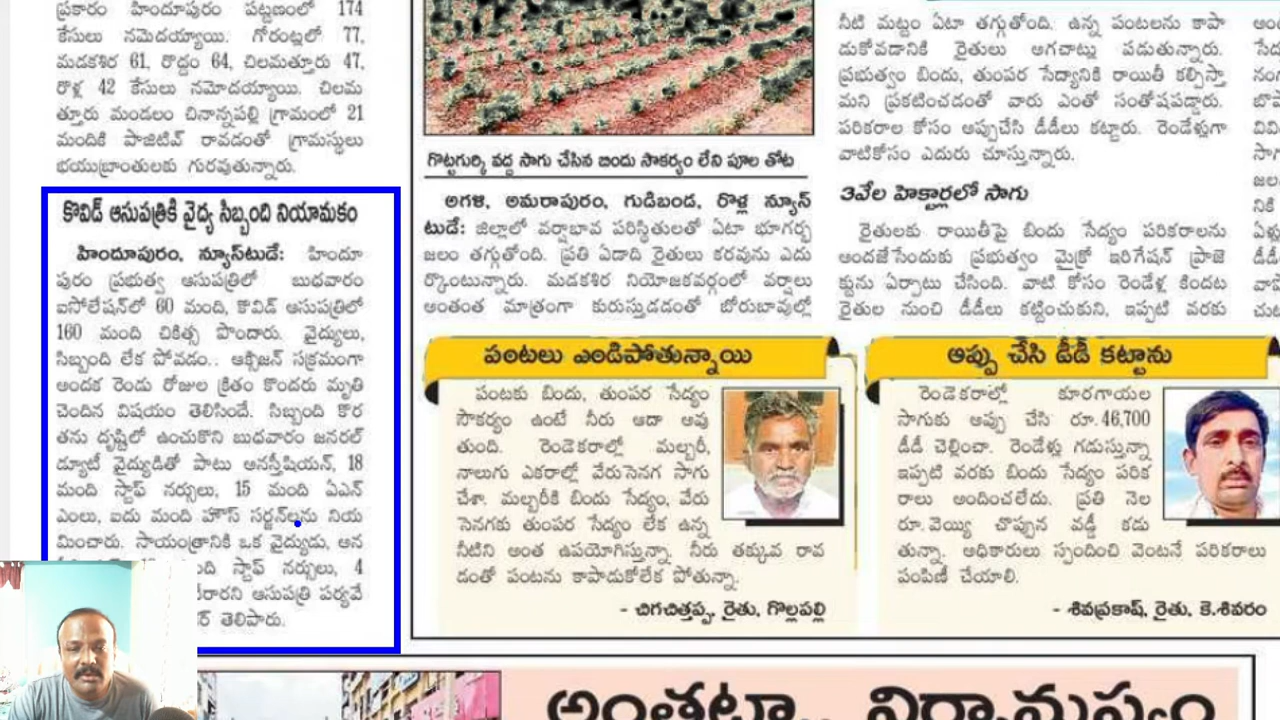 ప్రకారం హిందూపురం పట్టణంలో 174
కేసులు నమెదయ్యాయి. గోరంట్లలో 77,
మడకశిర 61, రొద్దం 64, చిలమత్తూరు 47,
రొళ్ల 42 కేసులు నమోదయ్యాయి. చిలమ
త్తూరు మండలం చినాన్నపల్లి గ్రామంలో 21
మందికి పాజిటివ్ రావడంతో గ్రామస్థులు
భయభ్రాంతులకు గురవుతున్నారు.
కొవిడ్ ఆసుపత్రికి వైద్య సిబ్బంది నియామకం
హిందూపురం, న్యూస్‌టుడే: హిందూ
పురం ప్రభుత్వ ఆసుపత్రిలో బుధవారం
ఐసోలేషన్‌లో 60 మంది, కొవిడ్ ఆసుపత్రిలో
160 మంది చికిత్స పొందారు. వైద్యులు,
సిబ్బంది లేక పోవడం.. ఆక్సిజన్ సక్రమంగా
అందక రెండు రోజుల క్రితం కొందరు మృతి
చెందిన విషయం తెలిసిందే. సిబ్బంది కొర
తను దృష్టిలో ఉంచుకొని బుధవారం జనరల్
డ్యూటీ వైద్యుడితో పాటు అనస్తీషియన్, 18
మంది స్టాఫ్ నర్సులు, 15 మంది ఏఎన్
ఎంలు, ఐదు మంది హౌస్ సర్జన్‌లను నియ
మించారు. సాయంత్రానికి ఒక వైద్యుడు, అన
స్టాఫ్ నర్సులు, 4
ఆసుపత్రి పర్యవే
తెలిపారు.
గొట్టగుర్కి వద్ద సాగు చేసిన బిందు సౌకర్యం లేని పూల తోట
అగళి, అమరాపురం, గుడిబండ, రొళ్ల న్యూస్
టుడే: జిల్లాలో వర్షాభావ పరిస్థితులతో ఏటా భూగర్భ
జలం తగ్గుతోంది. ప్రతి ఏడాది రైతులు కరవును ఎదు
ర్కొంటున్నారు. మడకశిర నియోజకవర్గంలో వర్షాలు
అంతంత మాత్రంగా కురుస్తుడడంతో బోరుబావుల్లో
నీటి మట్టం ఏటా తగ్గుతోంది. ఉన్న పంటలను కాపా
డుకోవడానికి రైతులు అగచాట్లు పడుతున్నారు.
ప్రభుత్వం బిందు, తుంపర సేద్యానికి రాయితీ కల్పిస్తా
మని ప్రకటించడంతో వారు ఎంతో సంతోషపడ్డారు.
పరికరాల కోసం అప్పుచేసి డీడీలు కట్టారు. రెండేళ్లుగా
వాటికోసం ఎదురు చూస్తున్నారు.
3వేల హెక్టార్లలో సాగు
రైతులకు రాయితీపై బిందు సేద్యం పరికరాలను
అందజేసేందుకు ప్రభుత్వం మైక్రో ఇరిగేషన్ ప్రాజె
క్టును ఏర్పాటు చేసింది. వాటి కోసం రెండేళ్ల కిందట
రైతుల నుంచి డీడీలు కట్టించుకుని, ఇప్పటి వరకు
పంటలు ఎండిపోతున్నాయి
పంటకు బిందు, తుంపర సేద్యం
సౌకర్యం ఉంటే నీరు ఆదా అవు
తుంది. రెండెకరాల్లో మల్బరీ,
నాలుగు ఎకరాల్లో వేరుసెనగ సాగు
చేశా. మల్బరీకి బిందు సేద్యం, వేరు
సెనగకు తుంపర సేద్యం లేక ఉన్న
నీటిని అంత ఉపయోగిస్తున్నా. నీరు తక్కువ రావ
డంతో పంటను కాపాడుకోలేక పోతున్నా.
- చిగచిత్తప్ప, రైతు, గొల్లపల్లి
అప్పు చేసి డీడీ కట్టాను
రెండెకరాల్లో కూరగాయల
సాగుకు అప్పు చేసి రూ.46,700
డీడీ చెల్లించా. రెండేళ్లు గడుస్తున్నా
ఇప్పటి వరకు బిందు సేద్యం పరిక
రాలు అందించలేదు. ప్రతి నెల
రూ.వెయ్యి చొప్పున వడ్డీ కడు
తున్నా. అధికారులు స్పందించి వెంటనే పరికరాలు
పంపిణీ చేయాలి.
- శివప్రకాష్, రైతు, కె.శివరం
అంతటా.. నిర్మానుష్యం